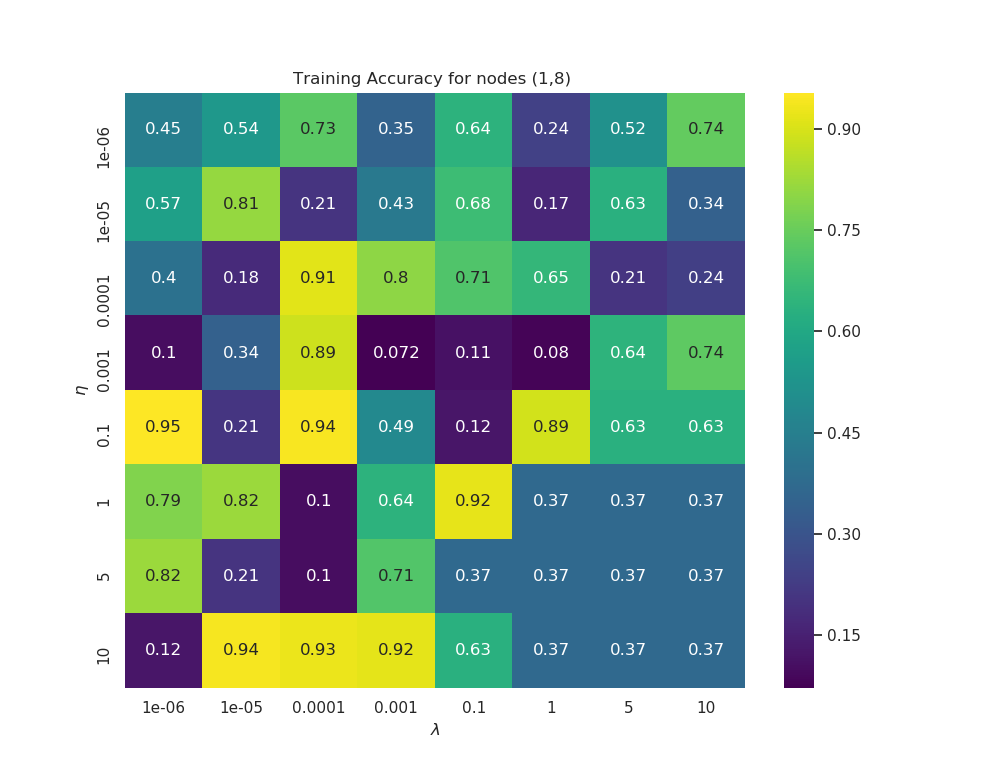 Training Accuracy for nodes (1,8)
1e-06 0.45 0.54 0.73 0.35 0.64 0.24 0.52 0.74
1e-05 0.57 0.81 0.21 0.43 0.68 0.17 0.63 0.34
0.0001 0.4 0.18 0.91 0.8 0.71 0.65 0.21 0.24
0.001 0.1 0.34 0.89 0.072 0.11 0.08 0.64 0.74
0.1 0.95 0.21 0.94 0.49 0.12 0.89 0.63 0.63
1 0.79 0.82 0.1 0.64 0.92 0.37 0.37 0.37
5 0.82 0.21 0.1 0.71 0.37 0.37 0.37 0.37
10 0.12 0.94 0.93 0.92 0.63 0.37 0.37 0.37
1e-06 1e-05 0.0001 0.001 0.1 1 5 10
λ
η
0.90
0.75
0.60
0.45
0.30
0.15